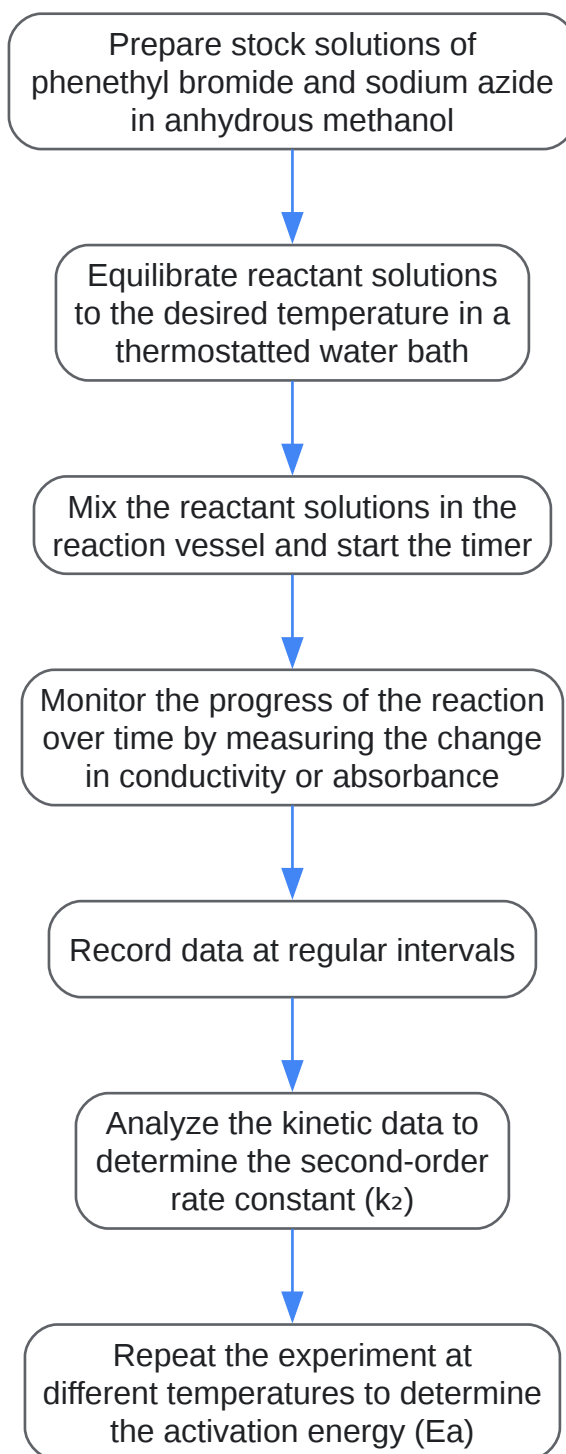 Prepare stock solutions of
phenethyl bromide and sodium azide
in anhydrous methanol
Equilibrate reactant solutions
to the desired temperature in a
thermostatted water bath
Mix the reactant solutions in the
reaction vessel and start the timer
Monitor the progress of the reaction
over time by measuring the change
in conductivity or absorbance
Record data at regular intervals
Analyze the kinetic data to
determine the second-order
rate constant (k₂)
Repeat the experiment at
different temperatures to determine
the activation energy (Ea)